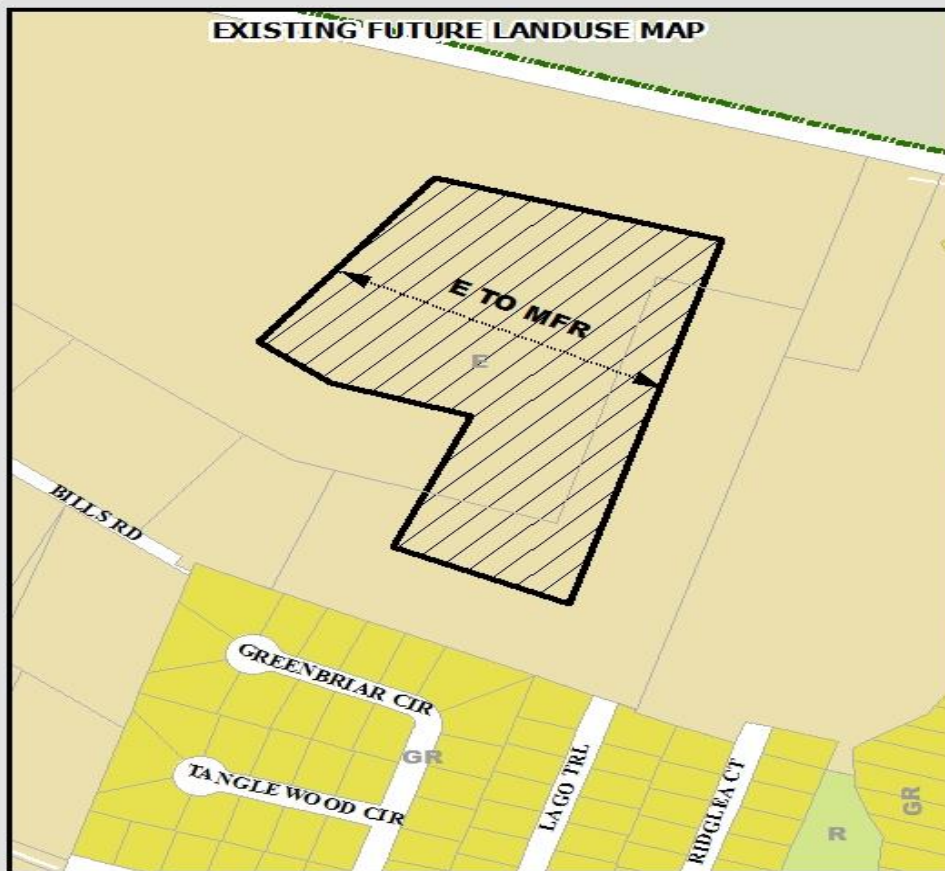 EXISTING FUTURE LANDUSE MAP
E TO MFR
E
BILLS RD
GREENBRIAR CIR
GR
TANGLE WOOD CIR
LAGO TRL
RIDGLEA CT
R
GR